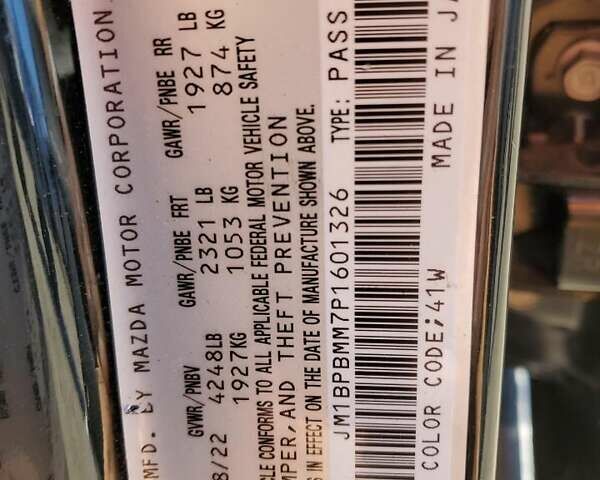 MFD. BY MAZDA MOTOR CORPORATION
GVWR/PNBV GAWR/PNBE FRT GAWR/PNBE RR
8/22 4248LB 2321 LB 1927 LB
1927KG 1053 KG 874 KG
CLE CONFORMS TO ALL APPLICABLE FEDERAL MOTOR VEHICLE SAFETY
MPER,AND THEFT PREVENTION
S IN EFFECT ON THE DATE OF MANUFACTURE SHOWN ABOVE.
JM1BPBMM7P1601326 TYPE: PASS
COLOR CODE;41W MADE IN JA